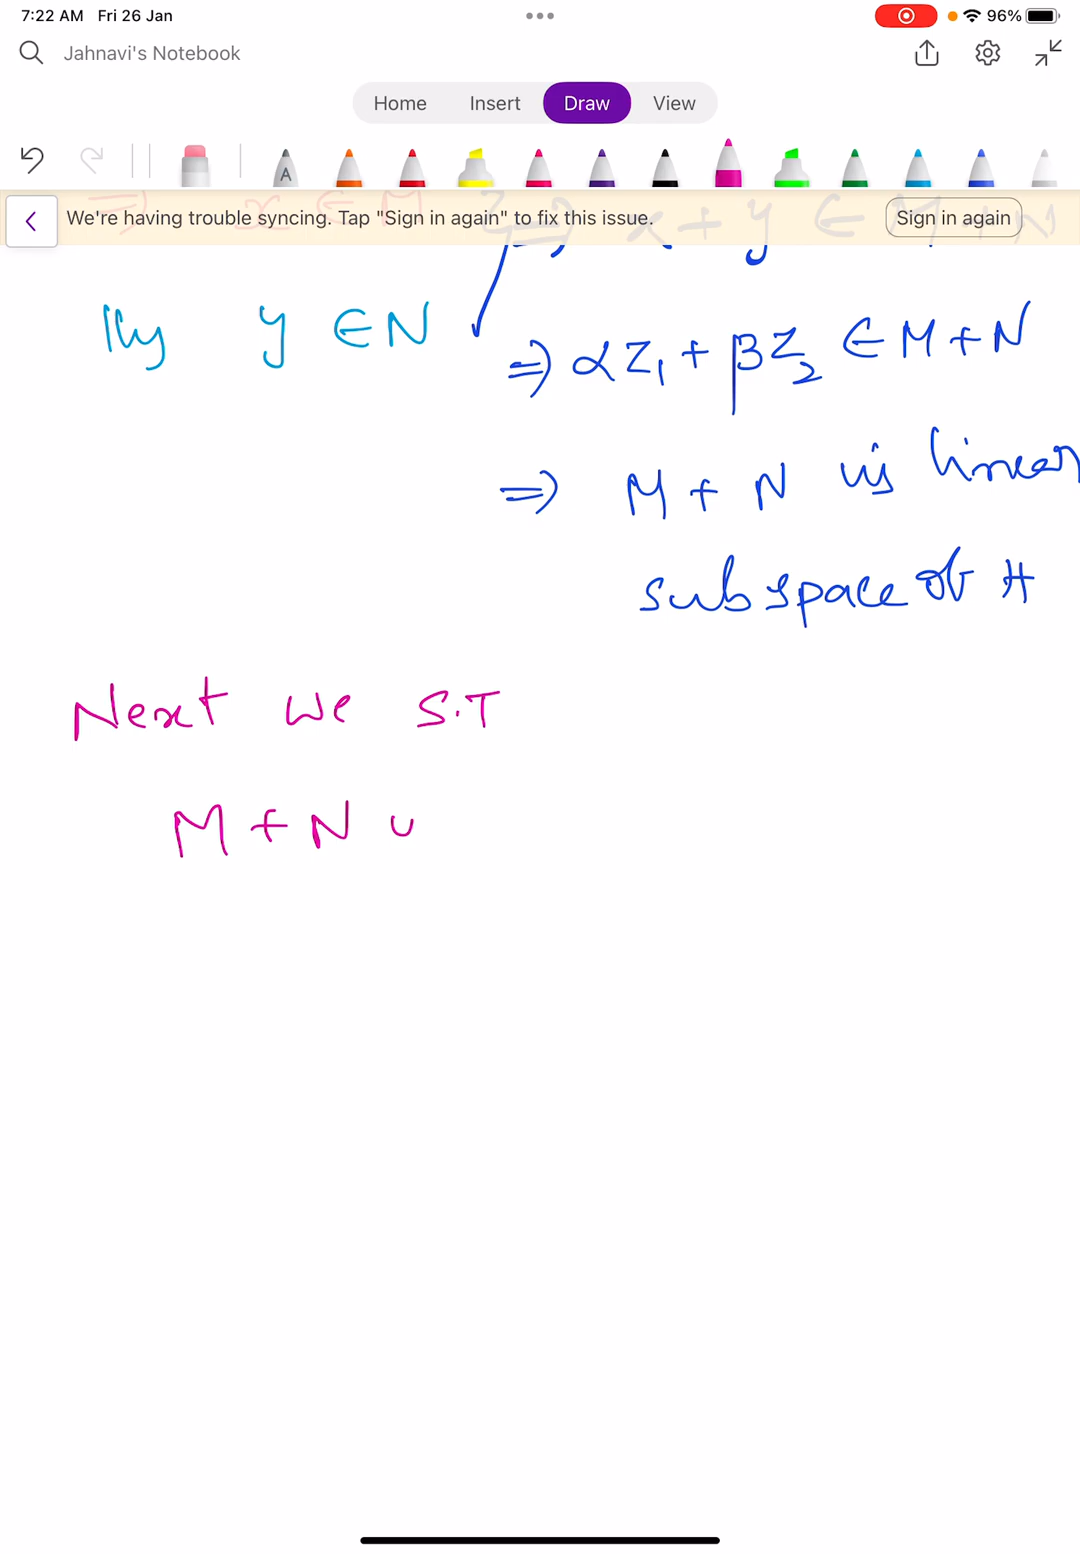 7:22 AM Fri 26 Jan
96%
Jahnavi's Notebook
Home Insert Draw View
A
We're having trouble syncing. Tap "Sign in again" to fix this issue.
Sign in again
⇒ x ∈ M
⇒ x + y ∈ M + N
llly y ∈ N
⇒ αZ₁ + βZ₂ ∈ M + N
⇒ M + N is linear
subspace of H
Next we S.T
M + N